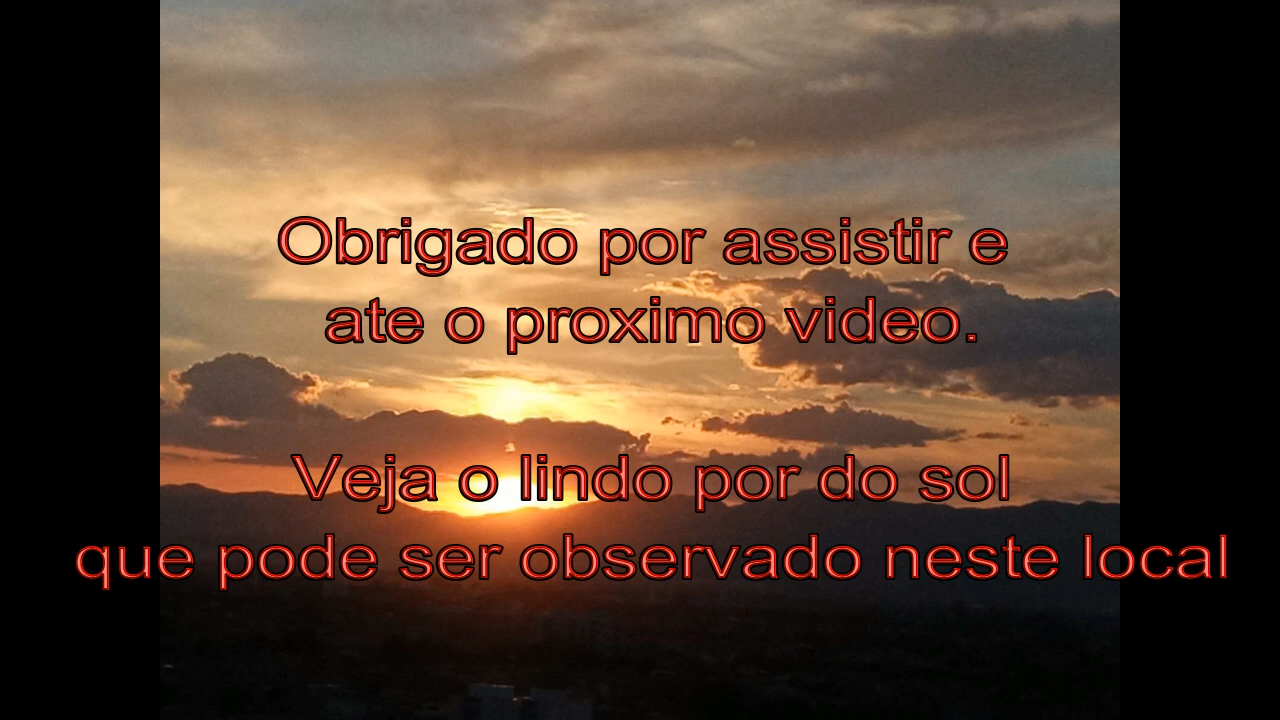 Obrigado por assistir e
ate o proximo video.
Veja o lindo por do sol
que pode ser observado neste local